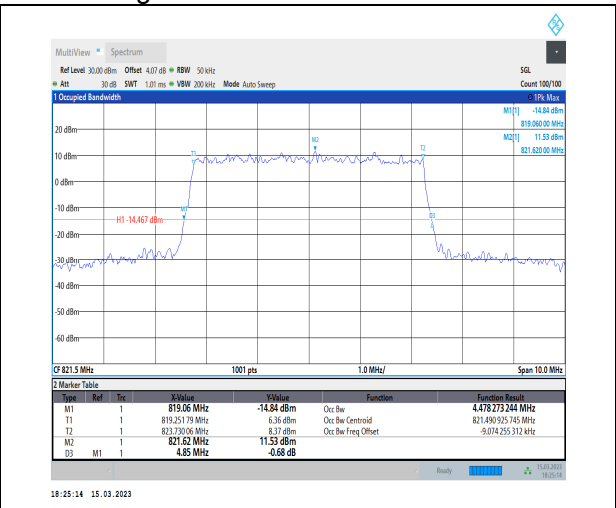 MultiView Spectrum
Ref Level 30.00 dBm Offset 4.07 dB RBW 50 kHz SGL
Att 30 dB SWT 1.01 ms VBW 200 kHz Mode Auto Sweep Count 100/100
1 Occupied Bandwidth 1Pk Max
M1[1] -14.84 dBm
819.060 00 MHz
M2[1] 11.53 dBm
821.620 00 MHz
20 dBm
M2
T1
T2
10 dBm
0 dBm
-10 dBm
M1
D3
H1 -14.467 dBm
-20 dBm
-30 dBm
-40 dBm
-50 dBm
-60 dBm
CF 821.5 MHz 1001 pts 1.0 MHz/ Span 10.0 MHz
2 Marker Table
Type Ref Trc X-Value Y-Value Function Function Result
M1 1 819.06 MHz -14.84 dBm Occ Bw 4.478 273 244 MHz
T1 1 819.251 79 MHz 6.36 dBm Occ Bw Centroid 821.490 925 745 MHz
T2 1 823.730 06 MHz 8.37 dBm Occ Bw Freq Offset -9.074 255 312 kHz
M2 1 821.62 MHz 11.53 dBm
D3 M1 1 4.85 MHz -0.68 dB
Ready 15.03.2023
18:25:14
18:25:14 15.03.2023